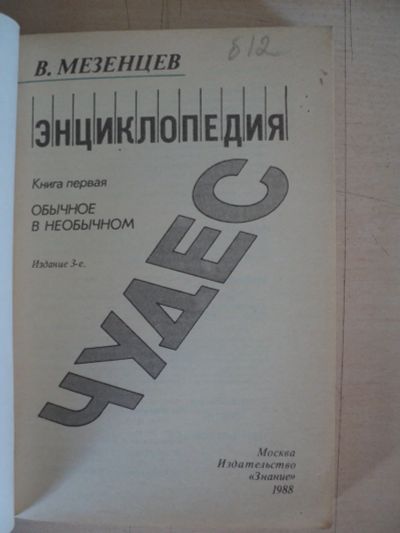 812
В. МЕЗЕНЦЕВ
ЭНЦИКЛОПЕДИЯ
ЧУДЕС
Книга первая
ОБЫЧНОЕ
В НЕОБЫЧНОМ
Издание 3-е.
Москва
Издательство
«Знание»
1988